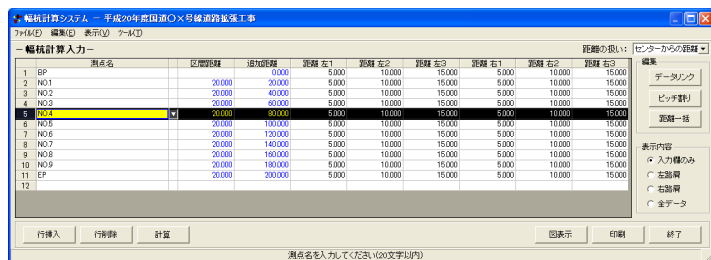 幅杭計算システム － 平成20年度国道〇×号線道路拡張工事
ファイル(F) 編集(E) 表示(V) ツール(T)
－幅杭計算入力－ 距離の扱い: センターからの距離
測点名 区間距離 追加距離 距離 左1 距離 左2 距離 左3 距離 右1 距離 右2 距離 右3
1 BP 0.000 5.000 10.000 15.000 5.000 10.000 15.000
2 NO.1 20.000 20.000 5.000 10.000 15.000 5.000 10.000 15.000
3 NO.2 20.000 40.000 5.000 10.000 15.000 5.000 10.000 15.000
4 NO.3 20.000 60.000 5.000 10.000 15.000 5.000 10.000 15.000
5 NO.4 20.000 80.000 5.000 10.000 15.000 5.000 10.000 15.000
6 NO.5 20.000 100.000 5.000 10.000 15.000 5.000 10.000 15.000
7 NO.6 20.000 120.000 5.000 10.000 15.000 5.000 10.000 15.000
8 NO.7 20.000 140.000 5.000 10.000 15.000 5.000 10.000 15.000
9 NO.8 20.000 160.000 5.000 10.000 15.000 5.000 10.000 15.000
10 NO.9 20.000 180.000 5.000 10.000 15.000 5.000 10.000 15.000
11 EP 20.000 200.000 5.000 10.000 15.000 5.000 10.000 15.000
12
編集
データリンク
ピッチ割り
距離一括
表示内容
入力欄のみ
左路肩
右路肩
全データ
行挿入 行削除 計算 図表示 印刷 終了
測点名を入力してください(20文字以内)